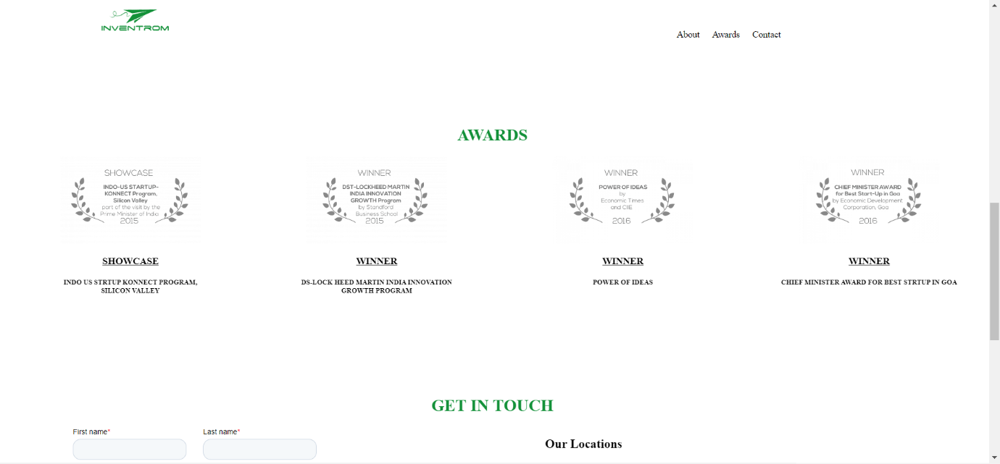 INVENTROM
About Awards Contact
AWARDS
SHOWCASE
INDO-US STARTUP-
KONNECT Program,
Silicon Valley
part of the visit by the
Prime Minister of India
2015
WINNER
DST-LOCKHEED MARTIN
INDIA INNOVATION
GROWTH Program
by Standford
Business School
2015
WINNER
POWER OF IDEAS
by
Economic Times
and CIIE
2016
WINNER
CHIEF MINISTER AWARD
for Best Start-Up in Goa
by Economic Development
Corporation, Goa
2016
SHOWCASE
INDO US STRTUP KONNECT PROGRAM,
SILICON VALLEY
WINNER
DS-LOCK HEED MARTIN INDIA INNOVATION
GROWTH PROGRAM
WINNER
POWER OF IDEAS
WINNER
CHIEF MINISTER AWARD FOR BEST STRTUP IN GOA
GET IN TOUCH
First name* Last name*
Our Locations